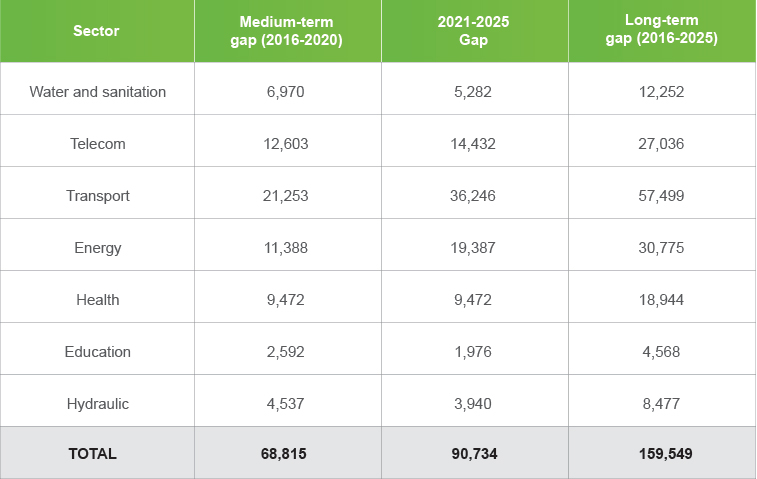 Sector Medium-term gap (2016-2020) 2021-2025 Gap Long-term gap (2016-2025)
Water and sanitation 6,970 5,282 12,252
Telecom 12,603 14,432 27,036
Transport 21,253 36,246 57,499
Energy 11,388 19,387 30,775
Health 9,472 9,472 18,944
Education 2,592 1,976 4,568
Hydraulic 4,537 3,940 8,477
TOTAL 68,815 90,734 159,549